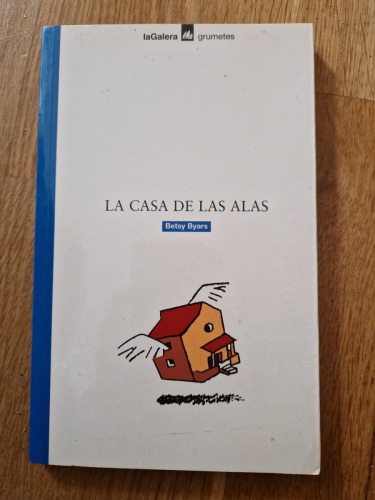 laGalera grumetes
LA CASA DE LAS ALAS
Betsy Byars